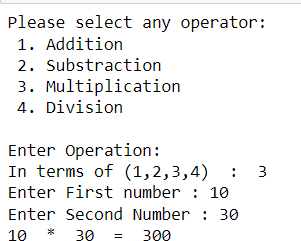 Please select any operator:
1. Addition
2. Substraction
3. Multiplication
4. Division
Enter Operation:
In terms of (1,2,3,4)  :  3
Enter First number : 10
Enter Second Number : 30
10  *  30  =  300